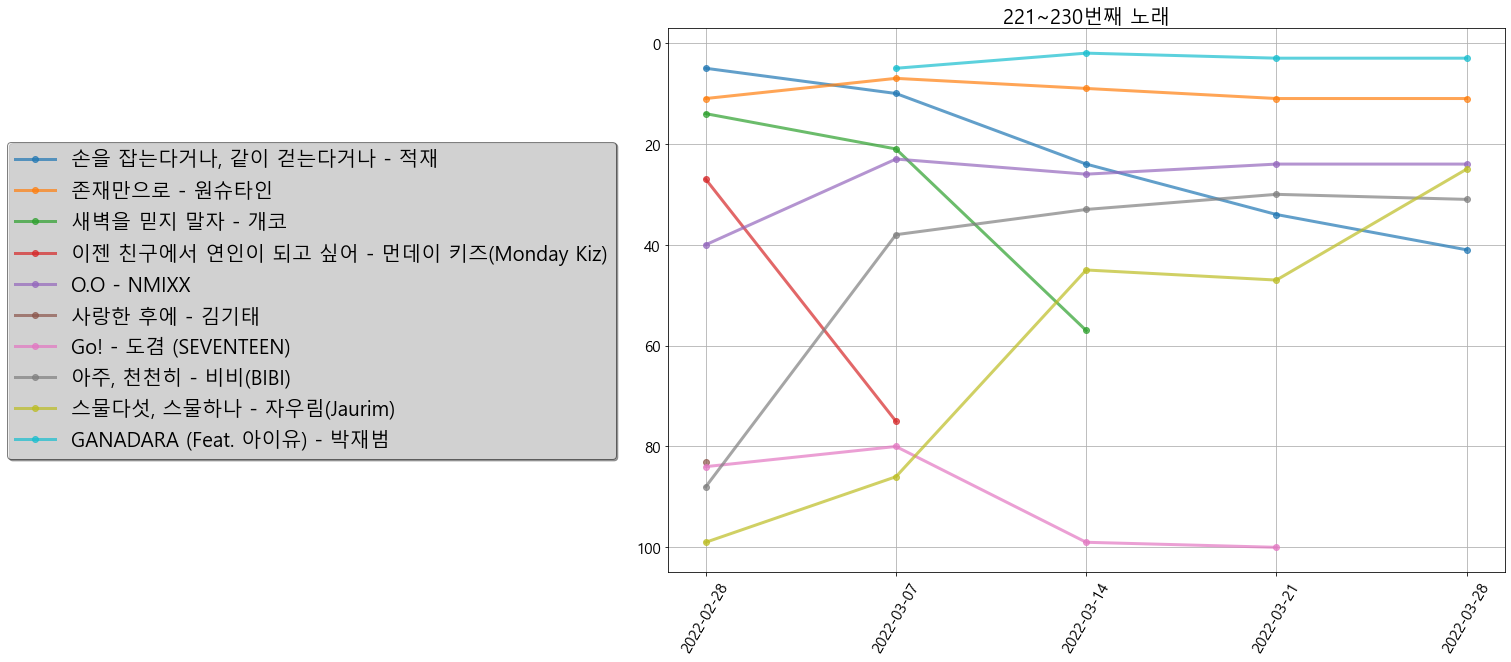 221~230번째 노래
손을 잡는다거나, 같이 걷는다거나 - 적재
존재만으로 - 원슈타인
새벽을 믿지 말자 - 개코
이젠 친구에서 연인이 되고 싶어 - 먼데이 키즈(Monday Kiz)
O.O - NMIXX
사랑한 후에 - 김기태
Go! - 도겸 (SEVENTEEN)
아주, 천천히 - 비비(BIBI)
스물다섯, 스물하나 - 자우림(Jaurim)
GANADARA (Feat. 아이유) - 박재범
0
20
40
60
80
100
2022-02-28
2022-03-07
2022-03-14
2022-03-21
2022-03-28